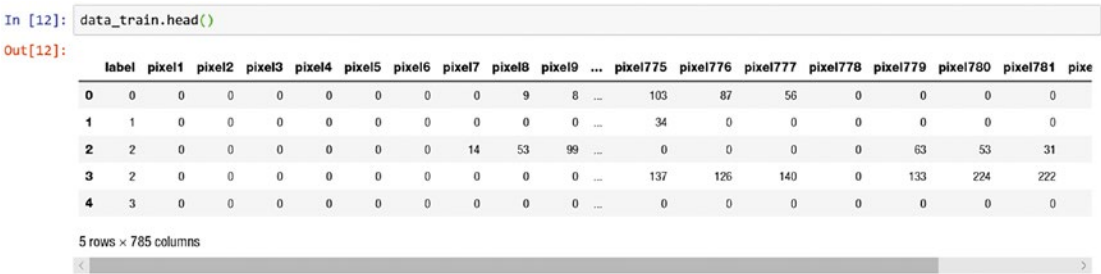 In [12]: data_train.head()
Out[12]:
label pixel1 pixel2 pixel3 pixel4 pixel5 pixel6 pixel7 pixel8 pixel9 ... pixel775 pixel776 pixel777 pixel778 pixel779 pixel780 pixel781 pixe
0 0 0 0 0 0 0 0 0 9 8 ... 103 87 56 0 0 0 0
1 1 0 0 0 0 0 0 0 0 0 ... 34 0 0 0 0 0 0
2 2 0 0 0 0 0 0 14 53 99 ... 0 0 0 0 63 53 31
3 2 0 0 0 0 0 0 0 0 0 ... 137 126 140 0 133 224 222
4 3 0 0 0 0 0 0 0 0 0 ... 0 0 0 0 0 0 0
5 rows × 785 columns